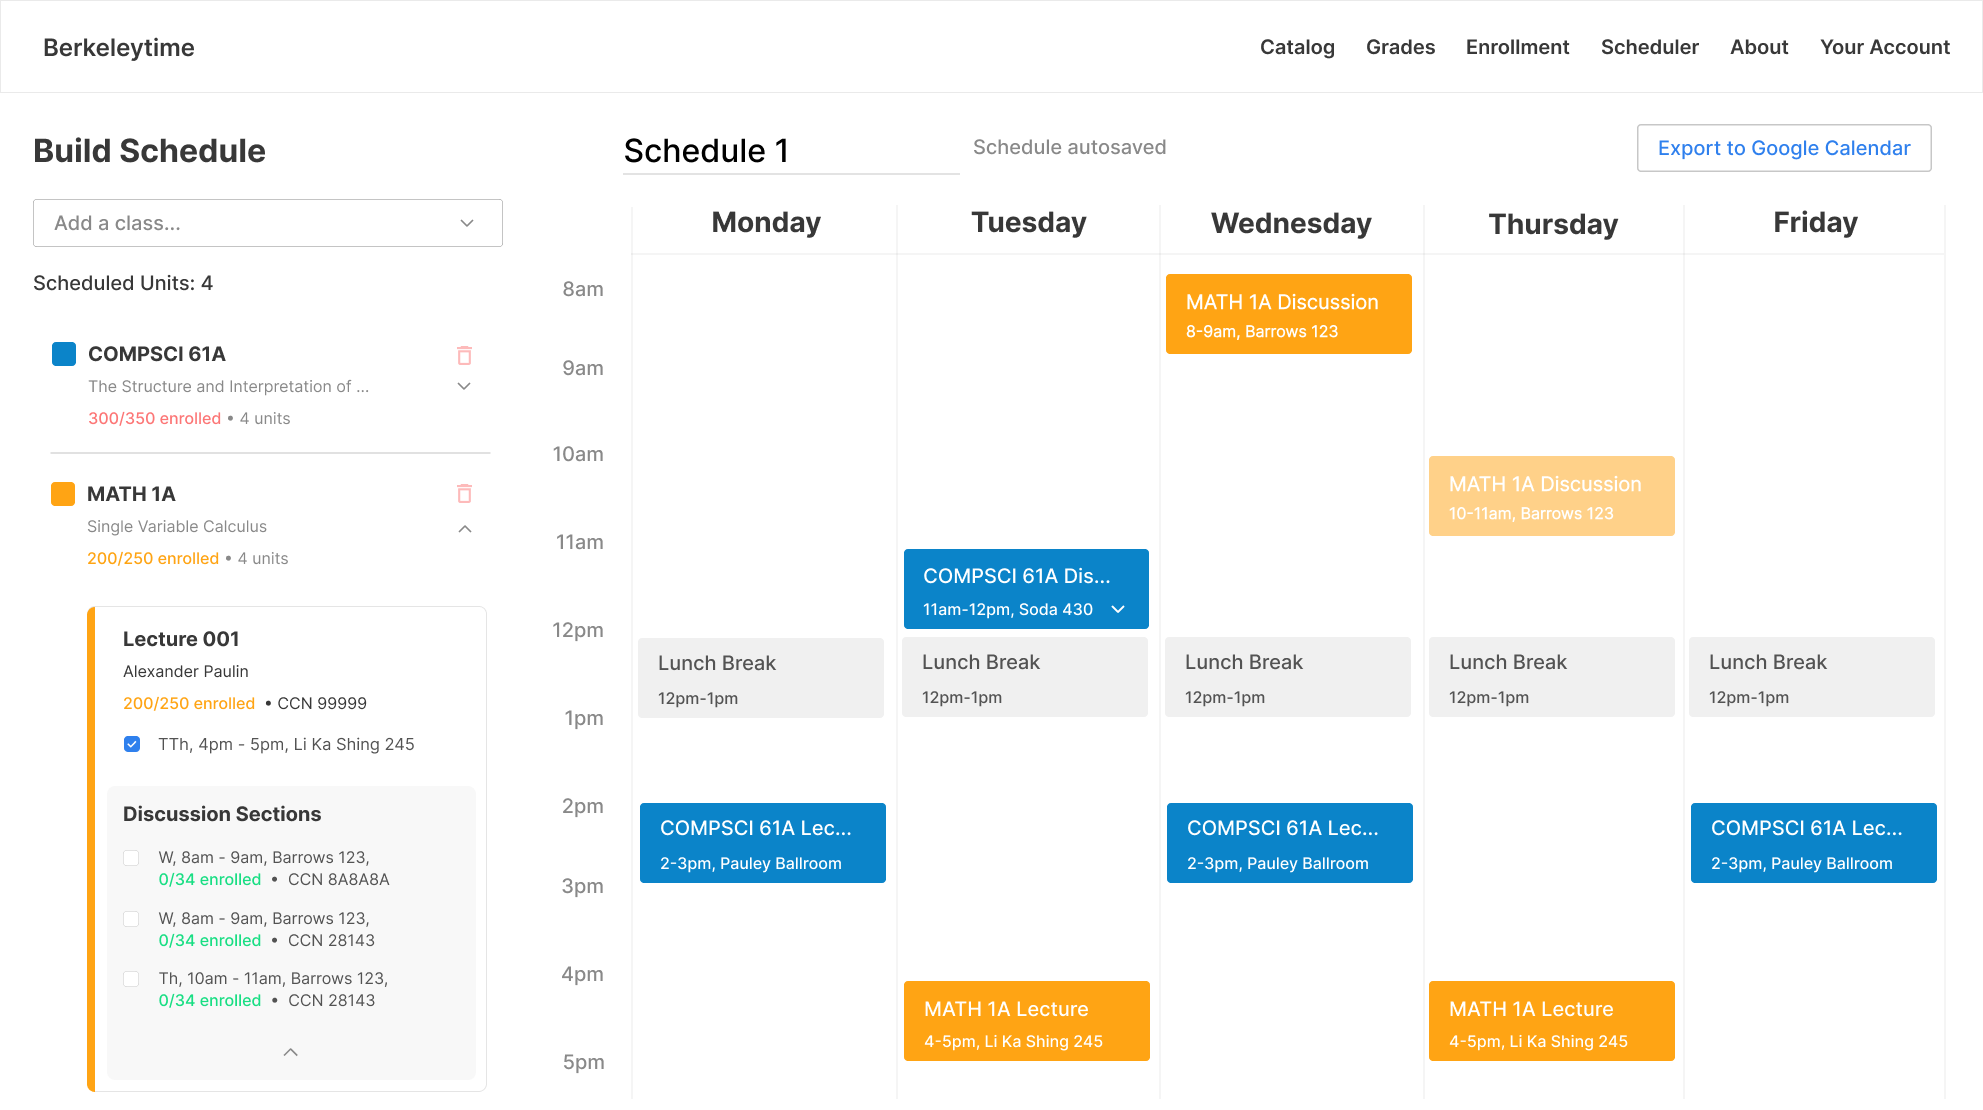 Berkeleytime
Catalog Grades Enrollment Scheduler About Your Account
Build Schedule
Add a class...
Scheduled Units: 4
COMPSCI 61A
The Structure and Interpretation of ...
300/350 enrolled • 4 units
MATH 1A
Single Variable Calculus
200/250 enrolled • 4 units
Lecture 001
Alexander Paulin
200/250 enrolled • CCN 99999
TTh, 4pm - 5pm, Li Ka Shing 245
Discussion Sections
W, 8am - 9am, Barrows 123,
0/34 enrolled • CCN 8A8A8A
W, 8am - 9am, Barrows 123,
0/34 enrolled • CCN 28143
Th, 10am - 11am, Barrows 123,
0/34 enrolled • CCN 28143
Schedule 1
Schedule autosaved
Export to Google Calendar
Monday Tuesday Wednesday Thursday Friday
8am
MATH 1A Discussion
8-9am, Barrows 123
9am
10am
MATH 1A Discussion
10-11am, Barrows 123
11am
COMPSCI 61A Dis...
11am-12pm, Soda 430
12pm
Lunch Break
12pm-1pm
Lunch Break
12pm-1pm
Lunch Break
12pm-1pm
Lunch Break
12pm-1pm
Lunch Break
12pm-1pm
1pm
2pm
COMPSCI 61A Lec...
2-3pm, Pauley Ballroom
COMPSCI 61A Lec...
2-3pm, Pauley Ballroom
COMPSCI 61A Lec...
2-3pm, Pauley Ballroom
3pm
4pm
MATH 1A Lecture
4-5pm, Li Ka Shing 245
MATH 1A Lecture
4-5pm, Li Ka Shing 245
5pm